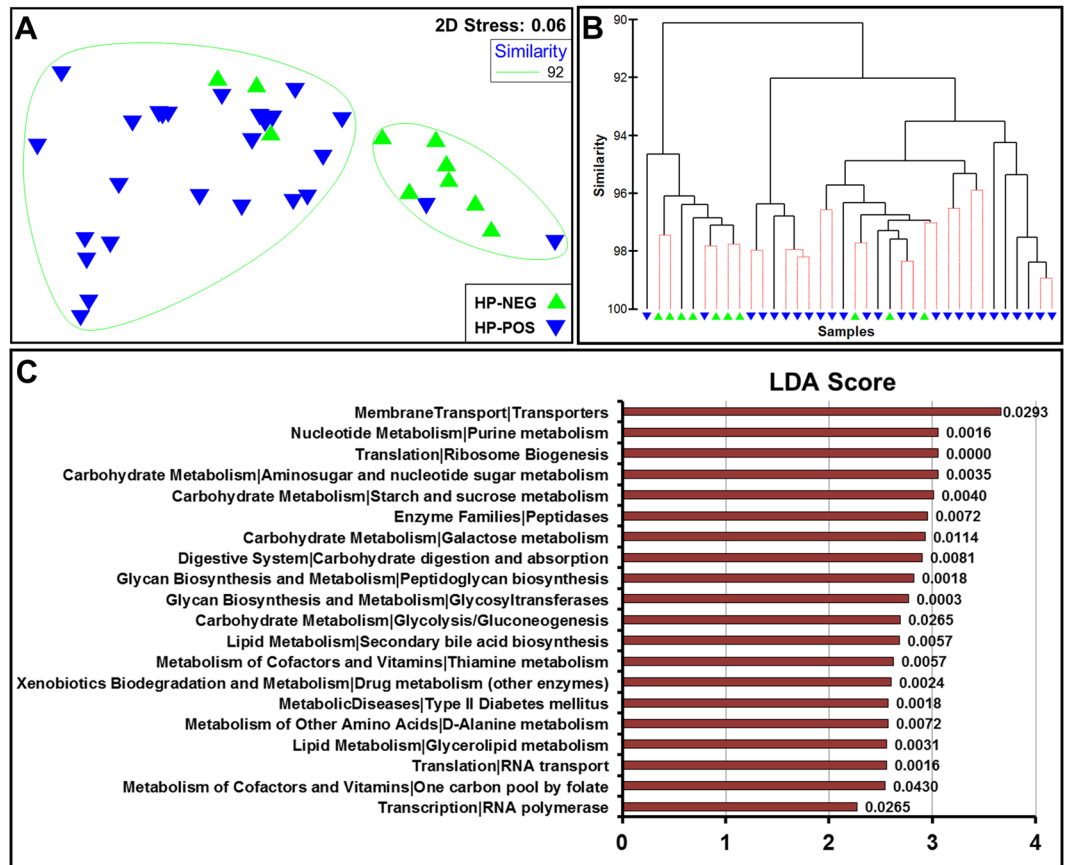 A
2D Stress: 0.06
Similarity
92
HP-NEG
HP-POS
B
90
92
94
96
98
100
Similarity
Samples
C
LDA Score
MembraneTransport|Transporters 0.0293
Nucleotide Metabolism|Purine metabolism 0.0016
Translation|Ribosome Biogenesis 0.0000
Carbohydrate Metabolism|Aminosugar and nucleotide sugar metabolism 0.0035
Carbohydrate Metabolism|Starch and sucrose metabolism 0.0040
Enzyme Families|Peptidases 0.0072
Carbohydrate Metabolism|Galactose metabolism 0.0114
Digestive System|Carbohydrate digestion and absorption 0.0081
Glycan Biosynthesis and Metabolism|Peptidoglycan biosynthesis 0.0018
Glycan Biosynthesis and Metabolism|Glycosyltransferases 0.0003
Carbohydrate Metabolism|Glycolysis/Gluconeogenesis 0.0265
Lipid Metabolism|Secondary bile acid biosynthesis 0.0057
Metabolism of Cofactors and Vitamins|Thiamine metabolism 0.0057
Xenobiotics Biodegradation and Metabolism|Drug metabolism (other enzymes) 0.0024
MetabolicDiseases|Type II Diabetes mellitus 0.0018
Metabolism of Other Amino Acids|D-Alanine metabolism 0.0072
Lipid Metabolism|Glycerolipid metabolism 0.0031
Translation|RNA transport 0.0016
Metabolism of Cofactors and Vitamins|One carbon pool by folate 0.0430
Transcription|RNA polymerase 0.0265
0 1 2 3 4